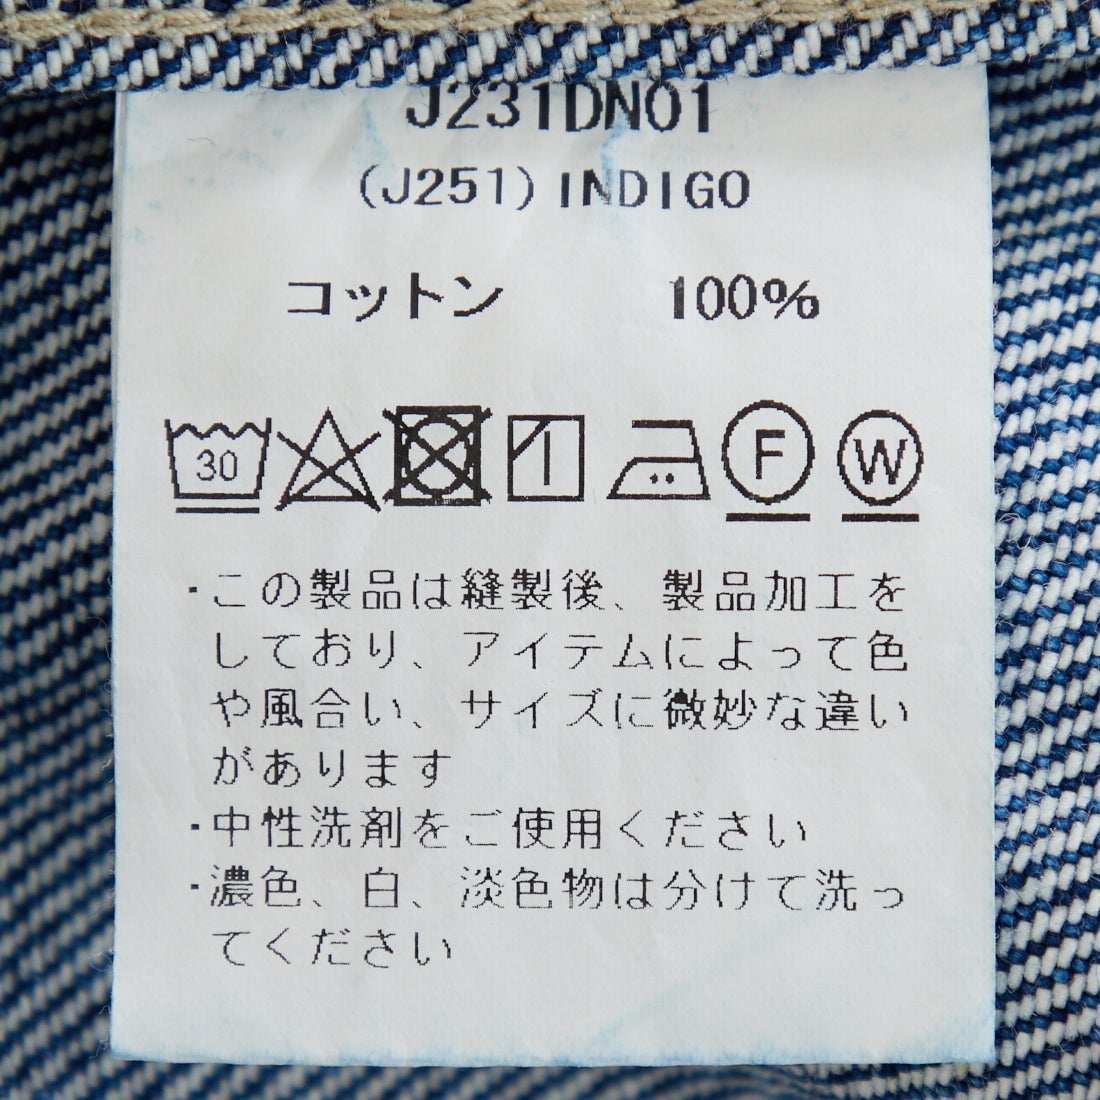 J231DN01
(J251) INDIGO
コットン 100%
30 F W
・この製品は縫製後、製品加工を
しており、アイテムによって色
や風合い、サイズに微妙な違い
があります
・中性洗剤をご使用ください
・濃色、白、淡色物は分けて洗っ
てください